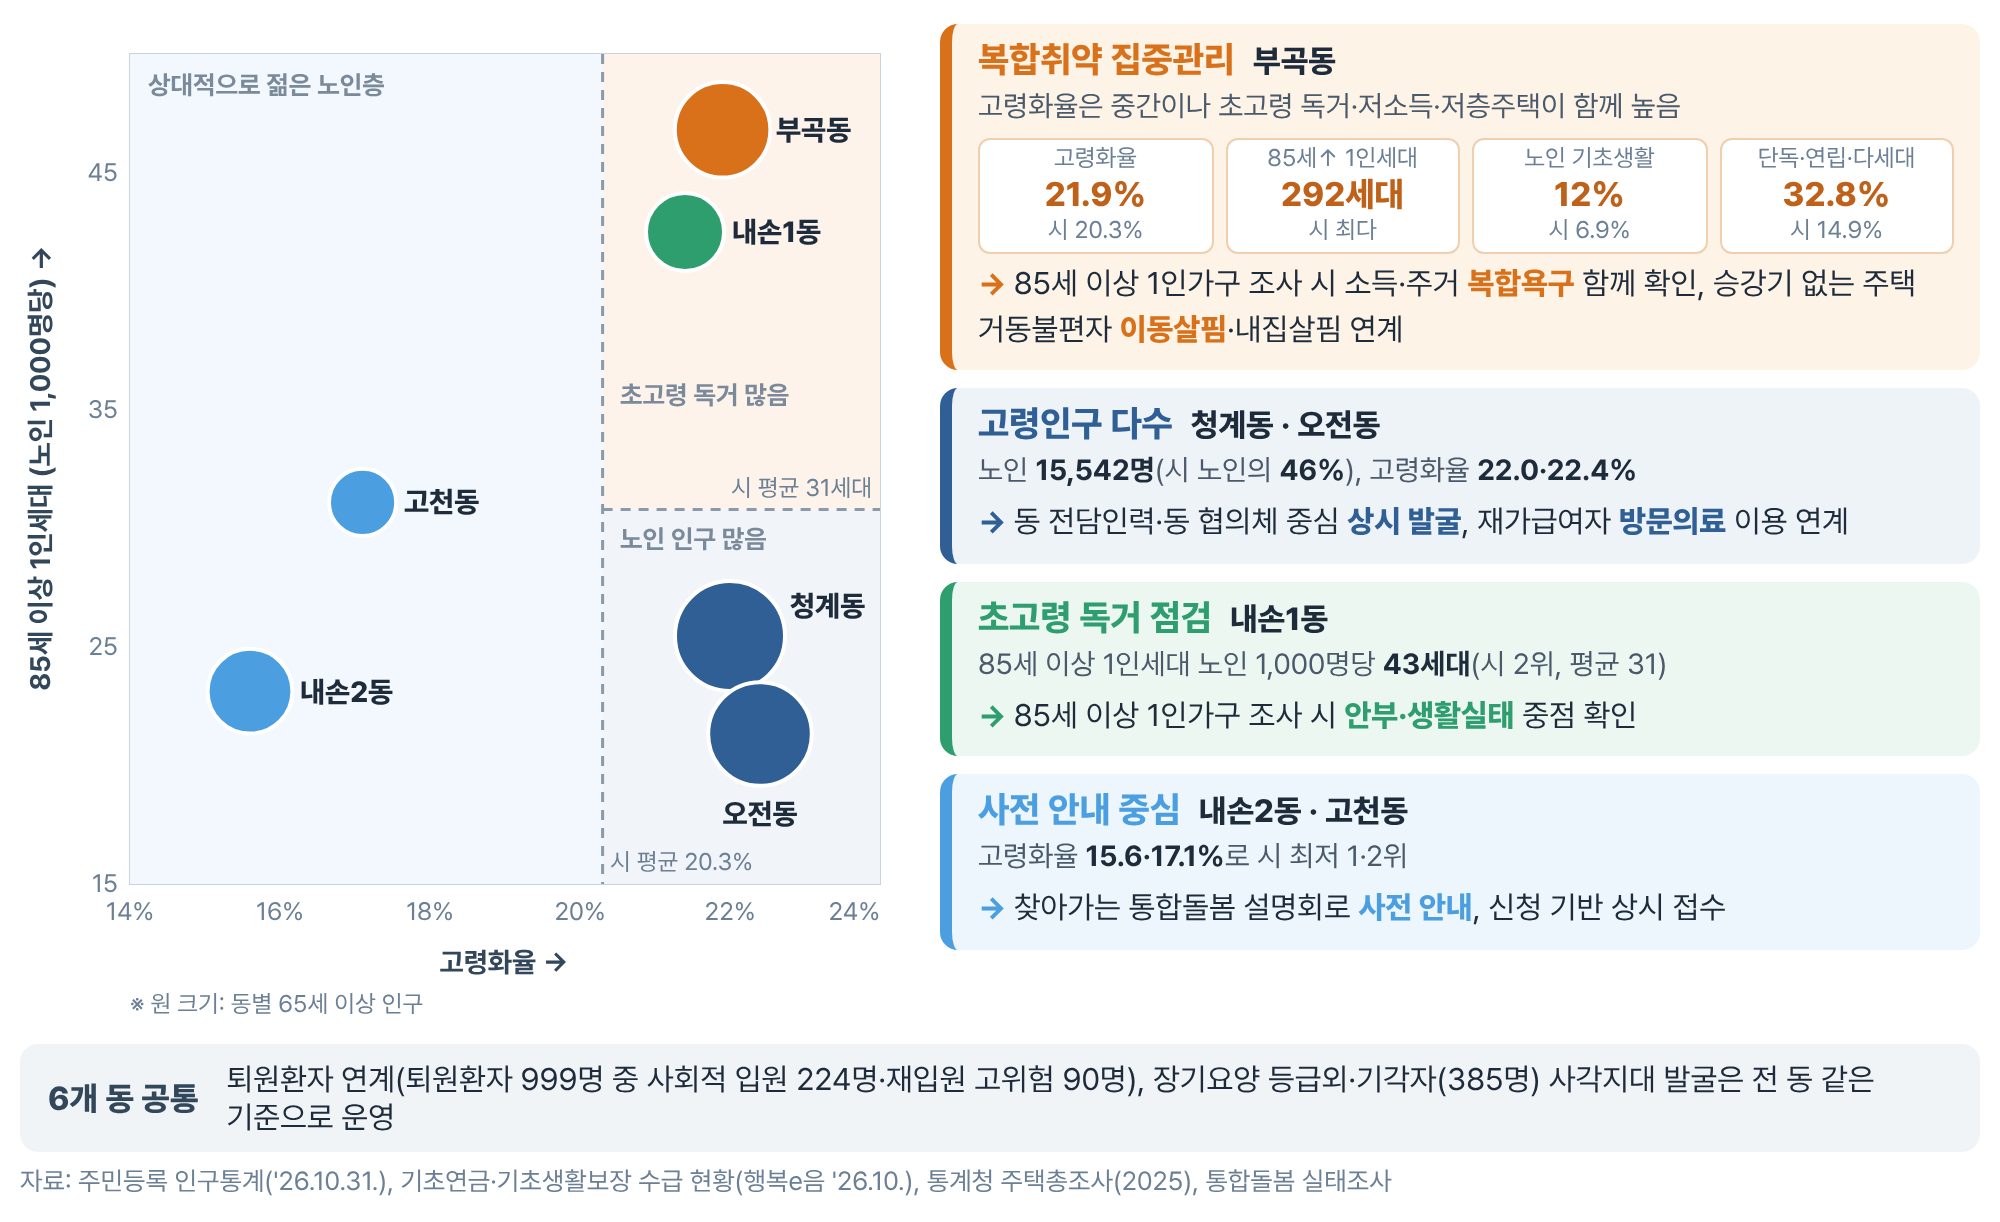 상대적으로 젊은 노인층
부곡동
내손1동
초고령 독거 많음
시 평균 31세대
노인 인구 많음
고천동
청계동
내손2동
오전동
시 평균 20.3%
45
35
25
15
14%
16%
18%
20%
22%
24%
85세 이상 1인세대 (노인 1,000명당) →
고령화율 →
※ 원 크기: 동별 65세 이상 인구
복합취약 집중관리 부곡동
고령화율은 중간이나 초고령 독거·저소득·저층주택이 함께 높음
고령화율
21.9%
시 20.3%
85세↑ 1인세대
292세대
시 최다
노인 기초생활
12%
시 6.9%
단독·연립·다세대
32.8%
시 14.9%
→ 85세 이상 1인가구 조사 시 소득·주거 복합욕구 함께 확인, 승강기 없는 주택
거동불편자 이동살핌·내집살핌 연계
고령인구 다수 청계동 · 오전동
노인 15,542명(시 노인의 46%), 고령화율 22.0·22.4%
→ 동 전담인력·동 협의체 중심 상시 발굴, 재가급여자 방문의료 이용 연계
초고령 독거 점검 내손1동
85세 이상 1인세대 노인 1,000명당 43세대(시 2위, 평균 31)
→ 85세 이상 1인가구 조사 시 안부·생활실태 중점 확인
사전 안내 중심 내손2동 · 고천동
고령화율 15.6·17.1%로 시 최저 1·2위
→ 찾아가는 통합돌봄 설명회로 사전 안내, 신청 기반 상시 접수
6개 동 공통
퇴원환자 연계(퇴원환자 999명 중 사회적 입원 224명·재입원 고위험 90명), 장기요양 등급외·기각자(385명) 사각지대 발굴은 전 동 같은
기준으로 운영
자료: 주민등록 인구통계('26.10.31.), 기초연금·기초생활보장 수급 현황(행복e음 '26.10.), 통계청 주택총조사(2025), 통합돌봄 실태조사